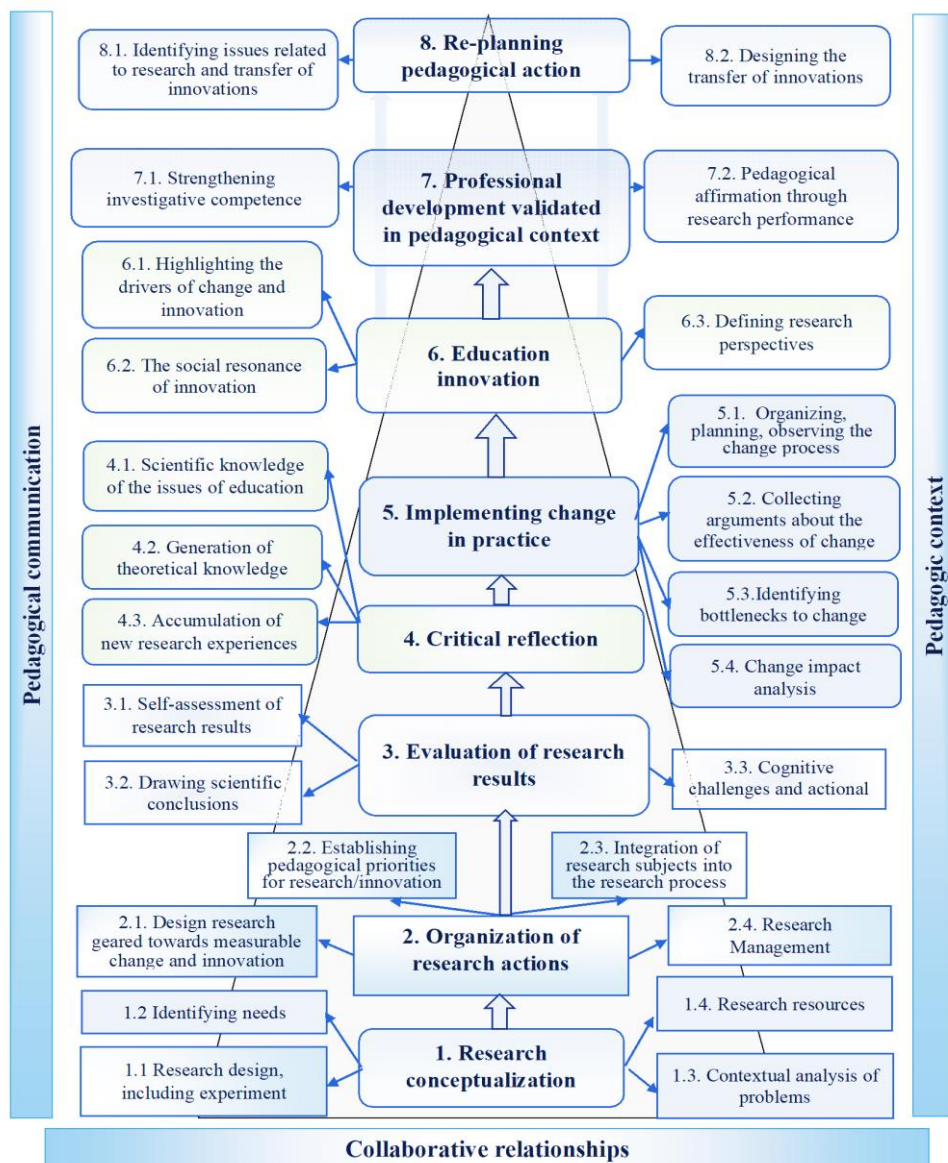 8. Re-planning
pedagogical action
8.1. Identifying issues related
to research and transfer of
innovations
8.2. Designing the
transfer of innovations
7. Professional
development validated
in pedagogical context
7.1. Strengthening
investigative competence
7.2. Pedagogical
affirmation through
research performance
6.1. Highlighting the
drivers of change and
innovation
6. Education
innovation
6.3. Defining research
perspectives
6.2. The social resonance
of innovation
5.1.  Organizing,
planning, observing the
change process
4.1. Scientific knowledge
of the issues of education
5. Implementing change
in practice
5.2. Collecting
arguments about the
effectiveness of change
4.2. Generation of
theoretical knowledge
5.3.Identifying
bottlenecks to change
4.3. Accumulation of
new research experiences
4. Critical reflection
5.4. Change impact
analysis
3.1. Self-assessment of
research results
3. Evaluation of research
results
3.2. Drawing scientific
conclusions
3.3. Cognitive
challenges and actional
2.2. Establishing
pedagogical priorities
for research/innovation
2.3. Integration of
research subjects into
the research process
2.1. Design research
geared towards measurable
change and innovation
2. Organization of
research actions
2.4. Research
Management
1.2 Identifying needs
1.4. Research resources
1.1 Research design,
including experiment
1. Research
conceptualization
1.3. Contextual analysis of
problems
Pedagogical communication
Pedagogic context
Collaborative relationships